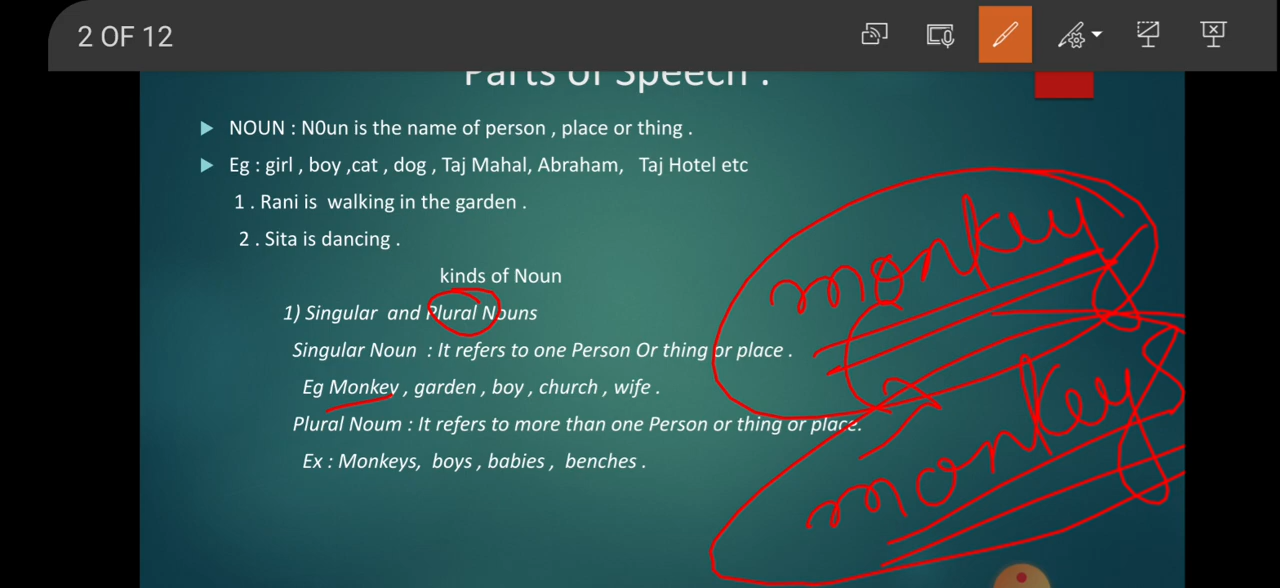 2 OF 12
Parts of Speech .
NOUN : N0un is the name of person , place or thing .
Eg : girl , boy ,cat , dog , Taj Mahal, Abraham, Taj Hotel etc
1 . Rani is walking in the garden .
2 . Sita is dancing .
kinds of Noun
1) Singular and Plural Nouns
Singular Noun : It refers to one Person Or thing or place .
Eg Monkey , garden , boy , church , wife .
Plural Noum : It refers to more than one Person or thing or place.
Ex : Monkeys, boys , babies , benches .
monkey
monkeys